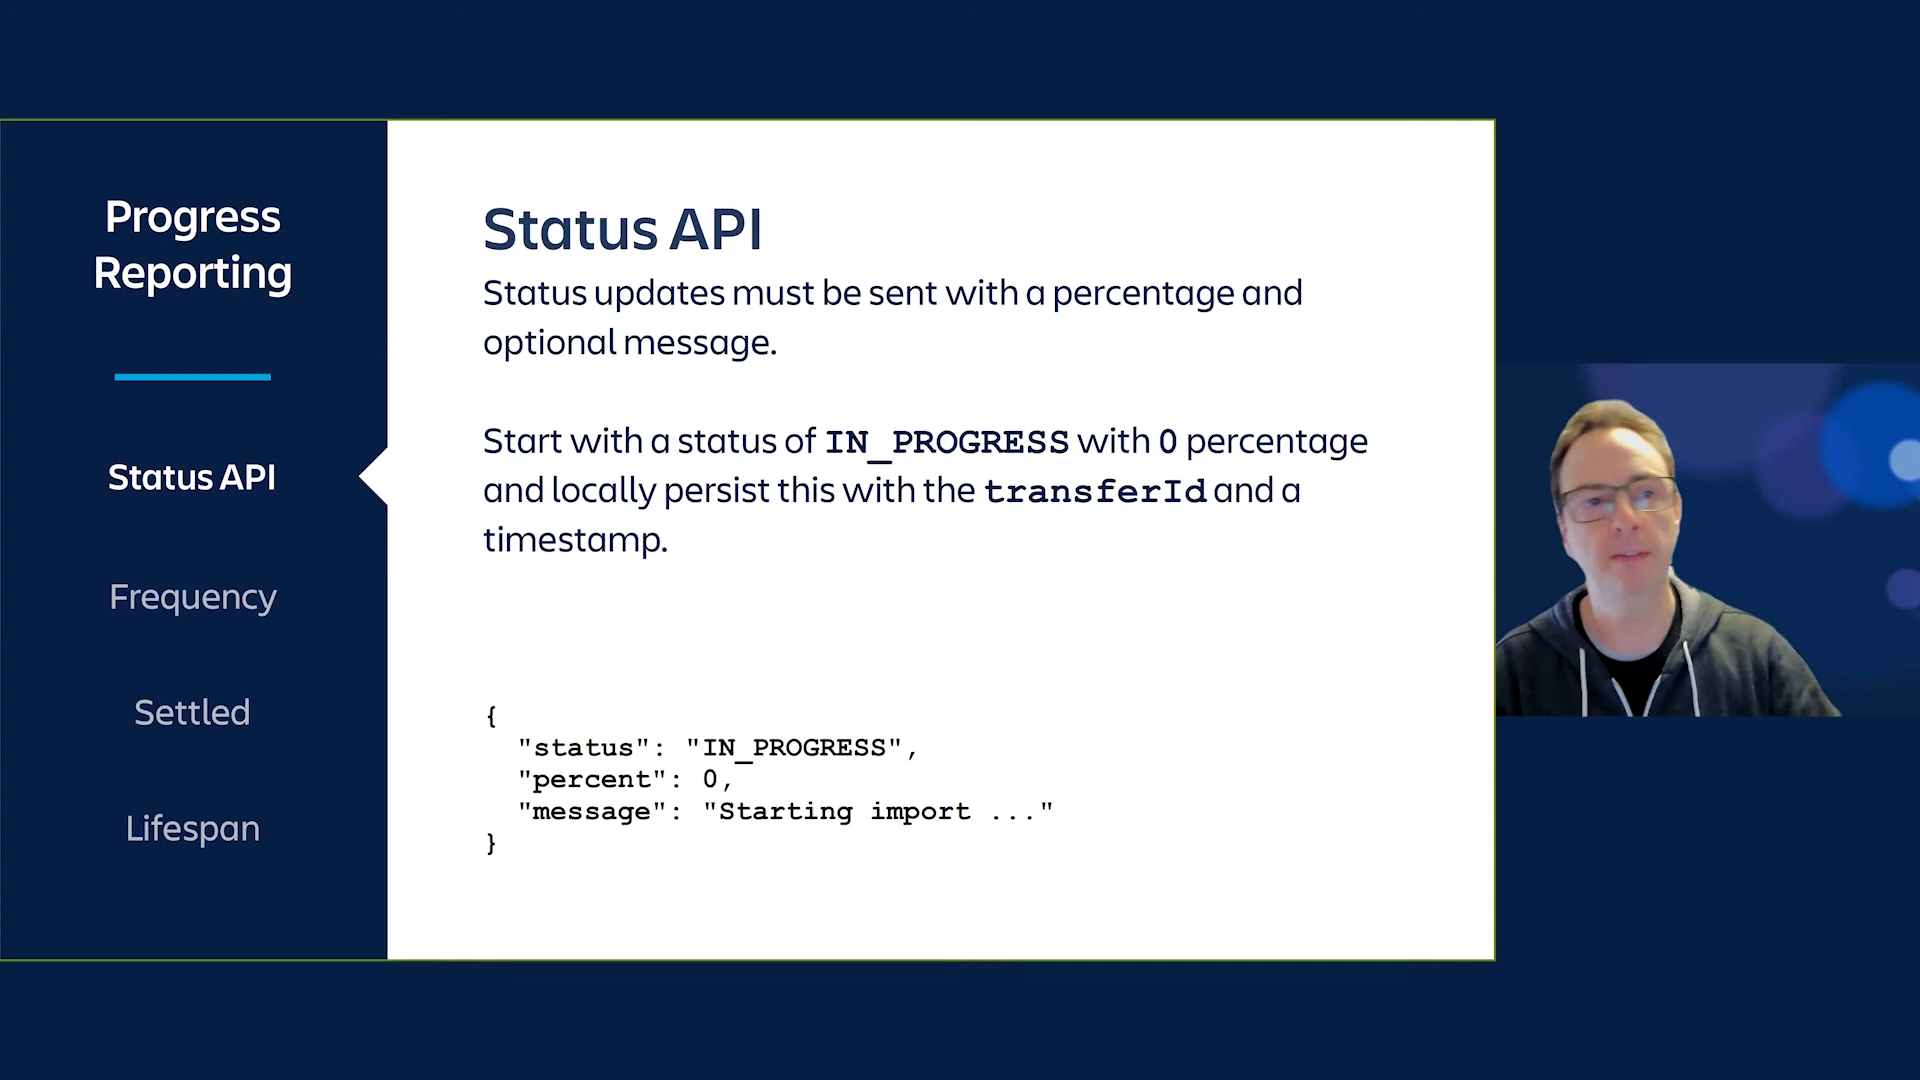 Progress
Reporting
Status API
Frequency
Settled
Lifespan
Status API
Status updates must be sent with a percentage and
optional message.
Start with a status of IN_PROGRESS with 0 percentage
and locally persist this with the transferId and a
timestamp.
{
"status": "IN_PROGRESS",
"percent": 0,
"message": "Starting import ..."
}